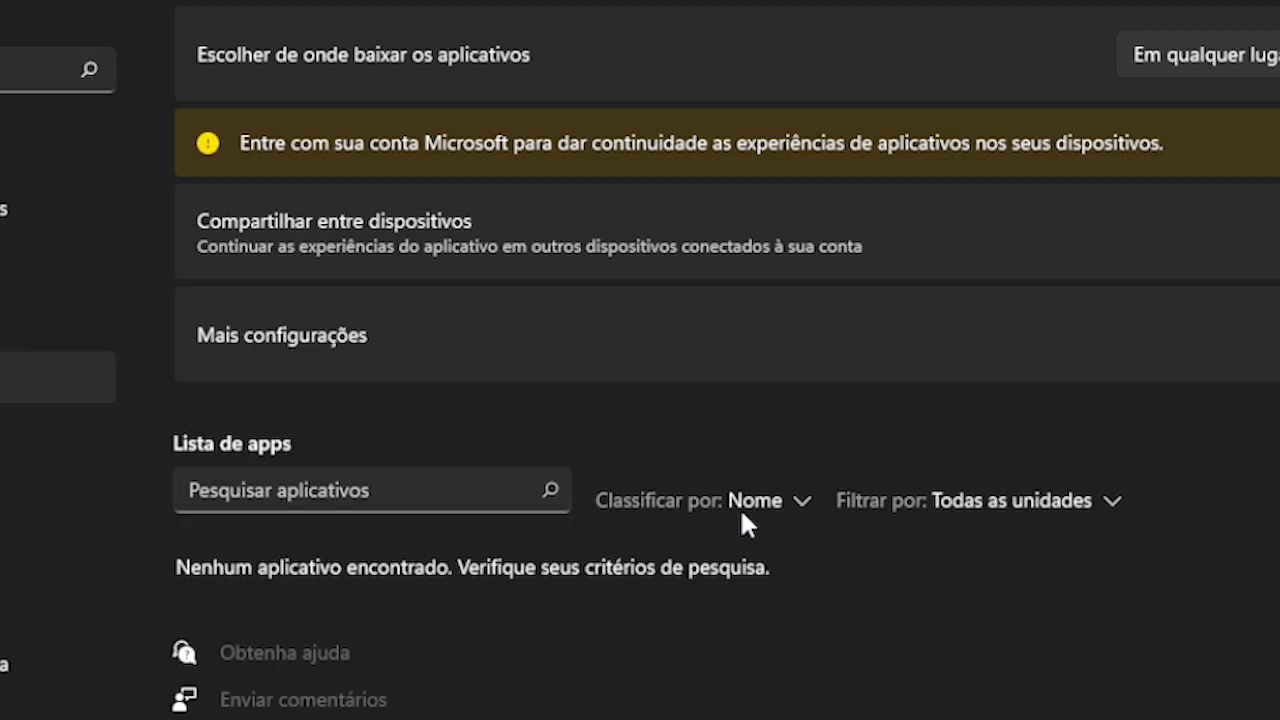 Escolher de onde baixar os aplicativos
Em qualquer
Entre com sua conta Microsoft para dar continuidade as experiências de aplicativos nos seus dispositivos.
Compartilhar entre dispositivos
Continuar as experiências do aplicativo em outros dispositivos conectados à sua conta
Mais configurações
Lista de apps
Pesquisar aplicativos
Classificar por: Nome
Filtrar por: Todas as unidades
Nenhum aplicativo encontrado. Verifique seus critérios de pesquisa.
Obtenha ajuda
Enviar comentários